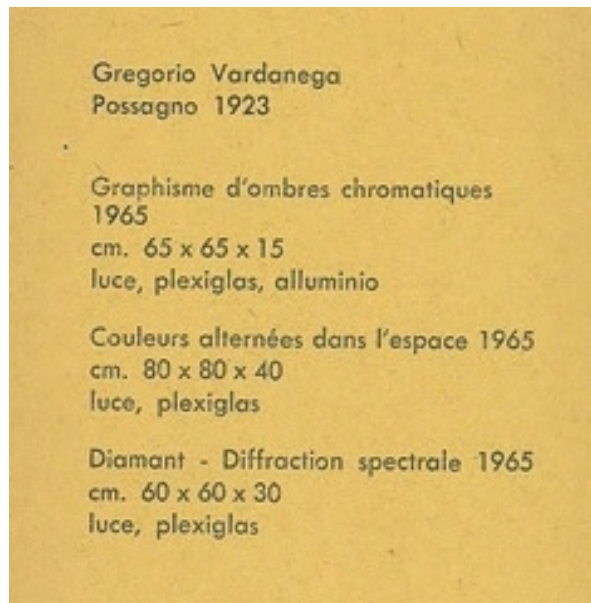 Gregorio Vardanega
Possagno 1923
Graphisme d'ombres chromatiques
1965
cm. 65 x 65 x 15
luce, plexiglas, alluminio
Couleurs alternées dans l'espace 1965
cm. 80 x 80 x 40
luce, plexiglas
Diamant - Diffraction spectrale 1965
cm. 60 x 60 x 30
luce, plexiglas